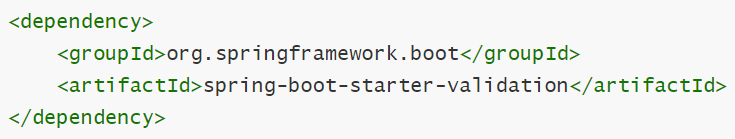 <dependency>
    <groupId>org.springframework.boot</groupId>
    <artifactId>spring-boot-starter-validation</artifactId>
</dependency>